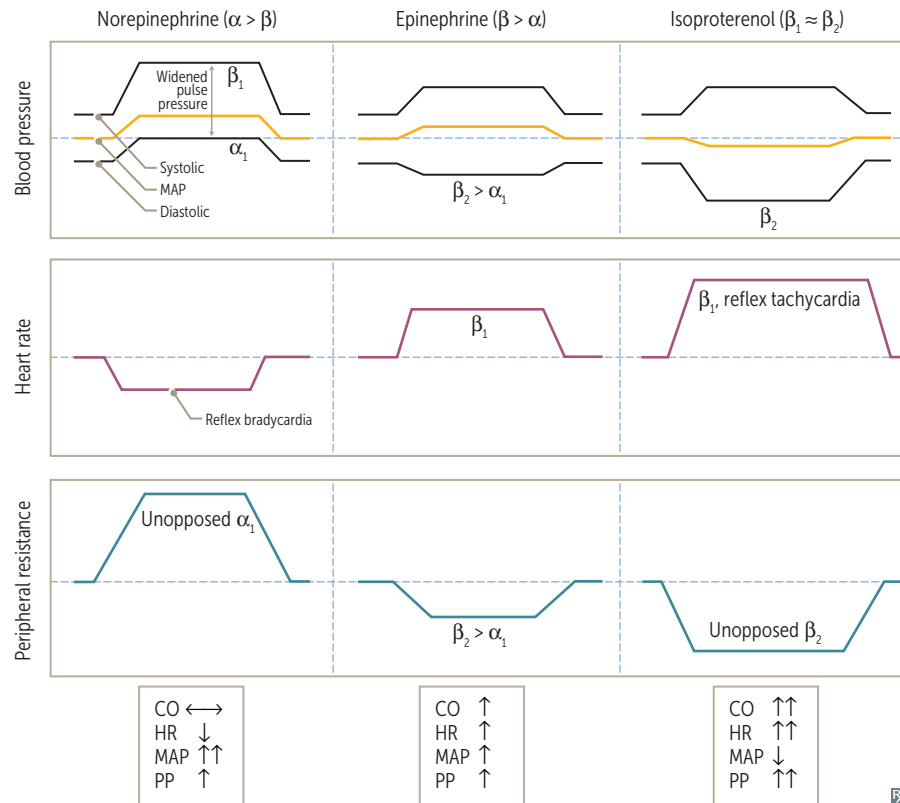 Norepinephrine (α > β)
Epinephrine (β > α)
Isoproterenol (β₁ ≈ β₂)
Blood pressure
Widened
pulse
pressure
β₁
α₁
Systolic
MAP
Diastolic
β₂ > α₁
β₂
Heart rate
Reflex bradycardia
β₁
β₁, reflex tachycardia
Peripheral resistance
Unopposed α₁
β₂ > α₁
Unopposed β₂
CO ⟷
HR ↓
MAP ↑↑
PP ↑
CO ↑
HR ↑
MAP ↑
PP ↑
CO ↑↑
HR ↑↑
MAP ↓
PP ↑↑